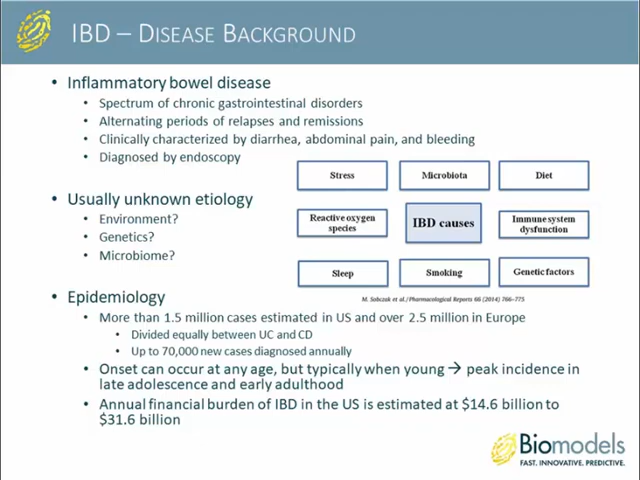 IBD – DISEASE BACKGROUND
• Inflammatory bowel disease
• Spectrum of chronic gastrointestinal disorders
• Alternating periods of relapses and remissions
• Clinically characterized by diarrhea, abdominal pain, and bleeding
• Diagnosed by endoscopy
• Usually unknown etiology
• Environment?
• Genetics?
• Microbiome?
Stress
Microbiota
Diet
Reactive oxygen
species
IBD causes
Immune system
dysfunction
Sleep
Smoking
Genetic factors
M. Sałaga et al./Pharmacological Reports 66 (2014) 766–775
• Epidemiology
• More than 1.5 million cases estimated in US and over 2.5 million in Europe
• Divided equally between UC and CD
• Up to 70,000 new cases diagnosed annually
• Onset can occur at any age, but typically when young → peak incidence in
late adolescence and early adulthood
• Annual financial burden of IBD in the US is estimated at $14.6 billion to
$31.6 billion
Biomodels
FAST. INNOVATIVE. PREDICTIVE.